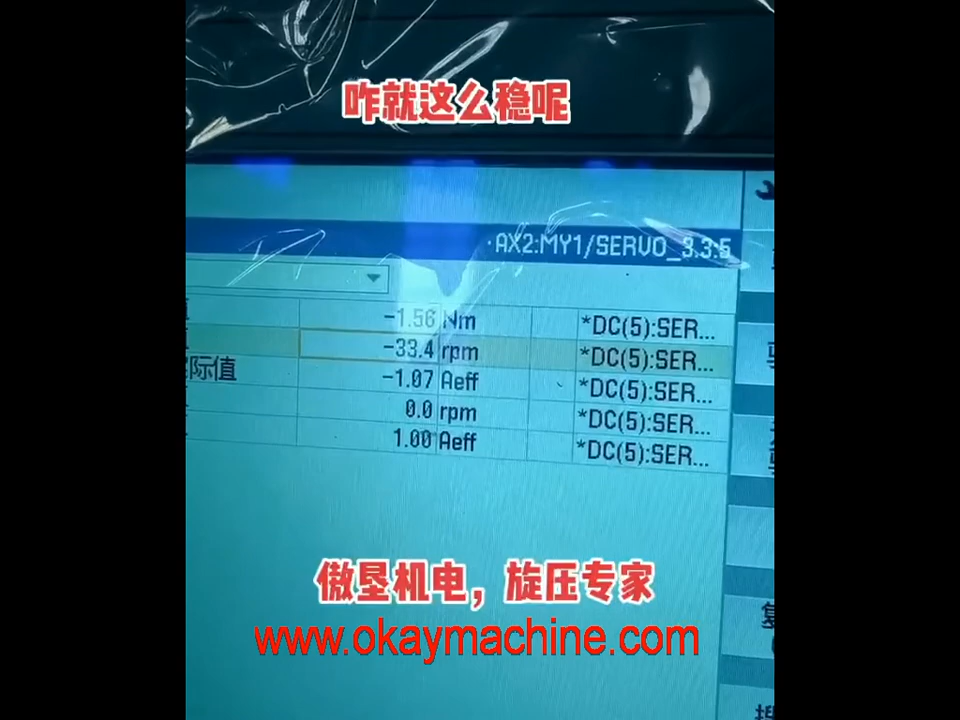 咋就这么稳呢
·AX2:MY1/SERVO_3.3.5
-1.56 Nm *DC(5):SER...
-33.4 rpm *DC(5):SER...
际值 -1.07 Aeff *DC(5):SER...
0.0 rpm *DC(5):SER...
1.00 Aeff *DC(5):SER...
傲垦机电，旋压专家
www.okaymachine.com